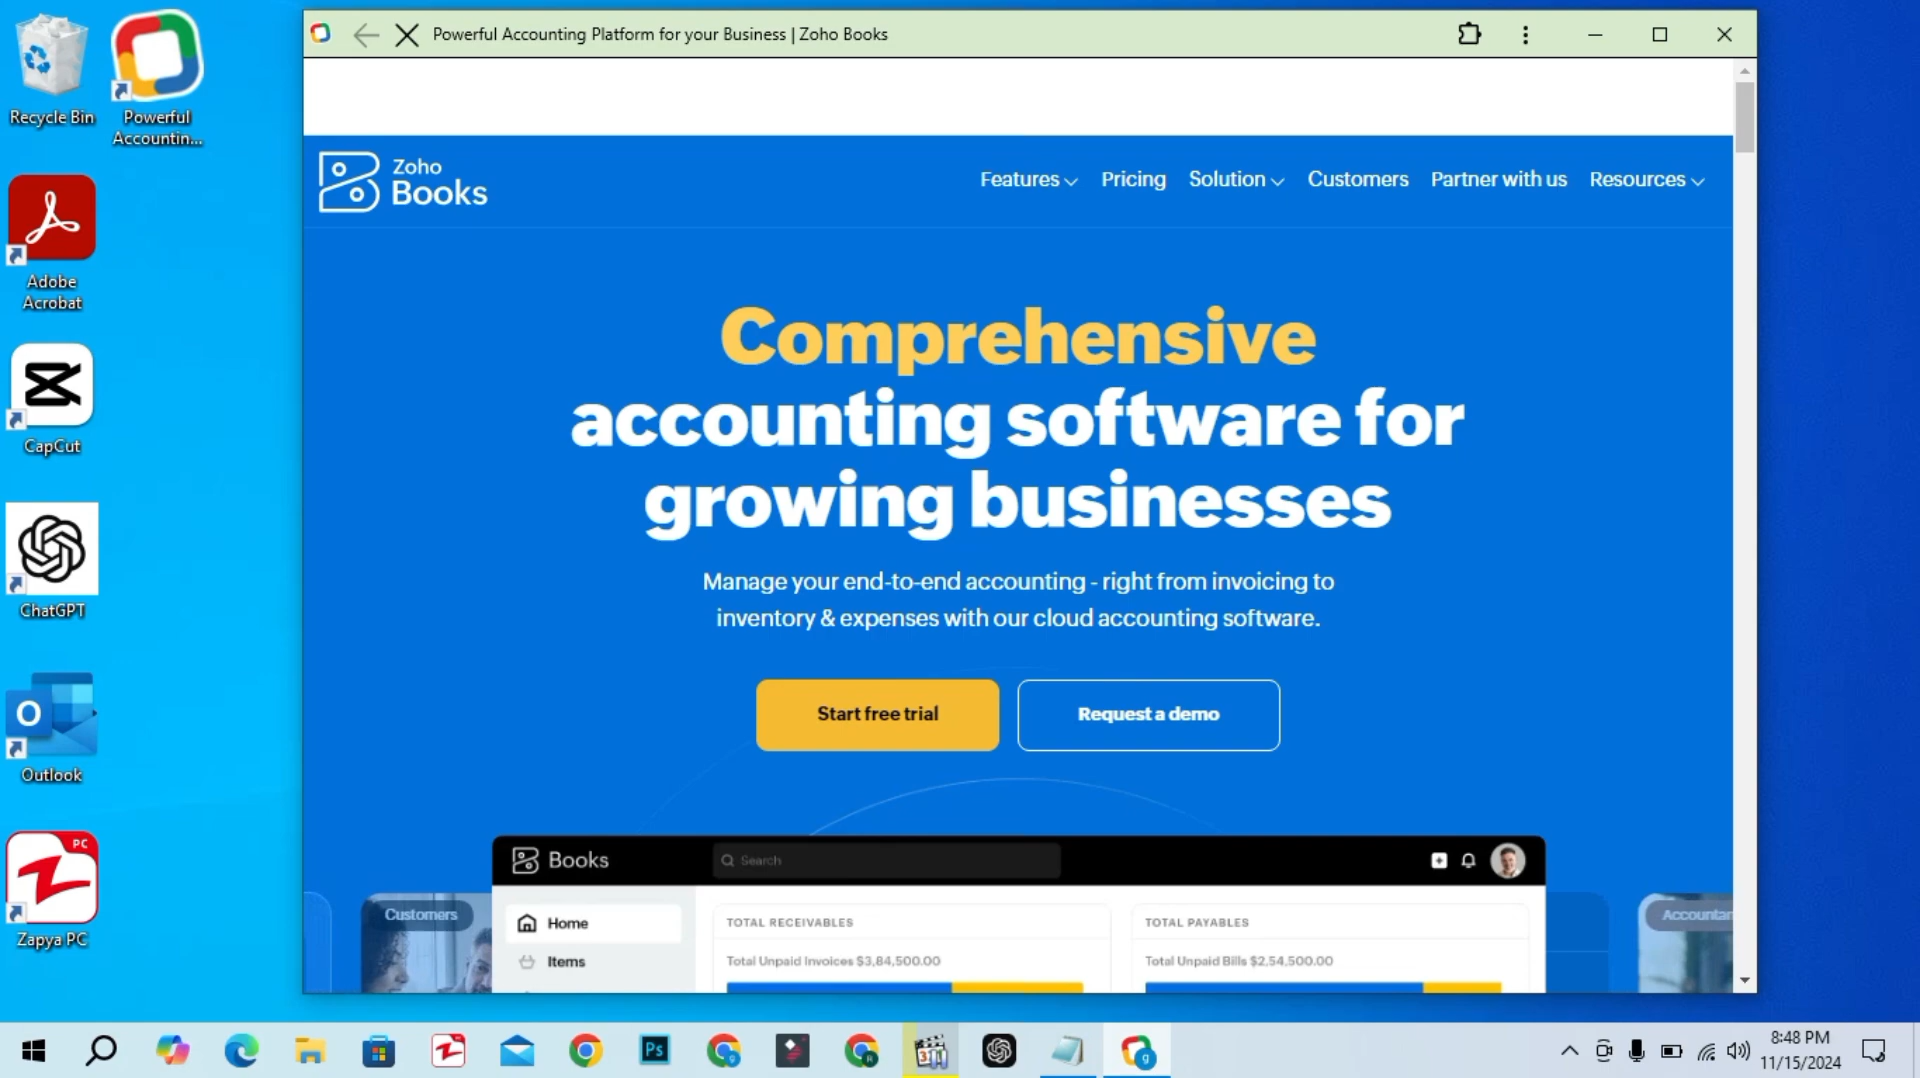 Recycle Bin
Powerful
Accountin...
Adobe
Acrobat
CapCut
ChatGPT
Outlook
PC
Zapya PC
Powerful Accounting Platform for your Business | Zoho Books
Zoho
Books
Features
Pricing
Solution
Customers
Partner with us
Resources
Comprehensive
accounting software for
growing businesses
Manage your end-to-end accounting - right from invoicing to
inventory & expenses with our cloud accounting software.
Start free trial
Request a demo
Books
Search
Customers
Home
Items
TOTAL RECEIVABLES
Total Unpaid Invoices $3,84,500.00
TOTAL PAYABLES
Total Unpaid Bills $2,54,500.00
Accountan
Ps
8:48 PM
11/15/2024